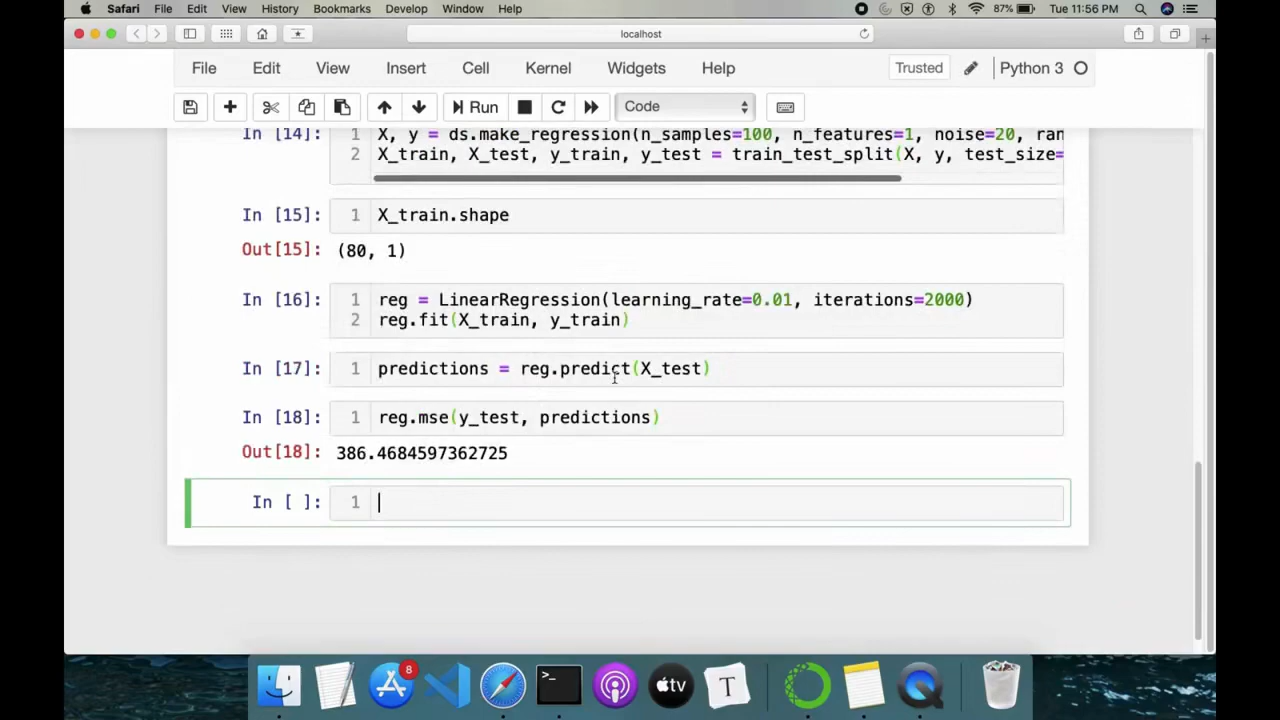 Safari File Edit View History Bookmarks Develop Window Help 87% Tue 11:56 PM
localhost
File Edit View Insert Cell Kernel Widgets Help Trusted Python 3
Run Code
In [14]: 1 X, y = ds.make_regression(n_samples=100, n_features=1, noise=20, ran
2 X_train, X_test, y_train, y_test = train_test_split(X, y, test_size=
In [15]: 1 X_train.shape
Out[15]: (80, 1)
In [16]: 1 reg = LinearRegression(learning_rate=0.01, iterations=2000)
2 reg.fit(X_train, y_train)
In [17]: 1 predictions = reg.predict(X_test)
In [18]: 1 reg.mse(y_test, predictions)
Out[18]: 386.4684597362725
In [ ]: 1
8
>_
tv
T